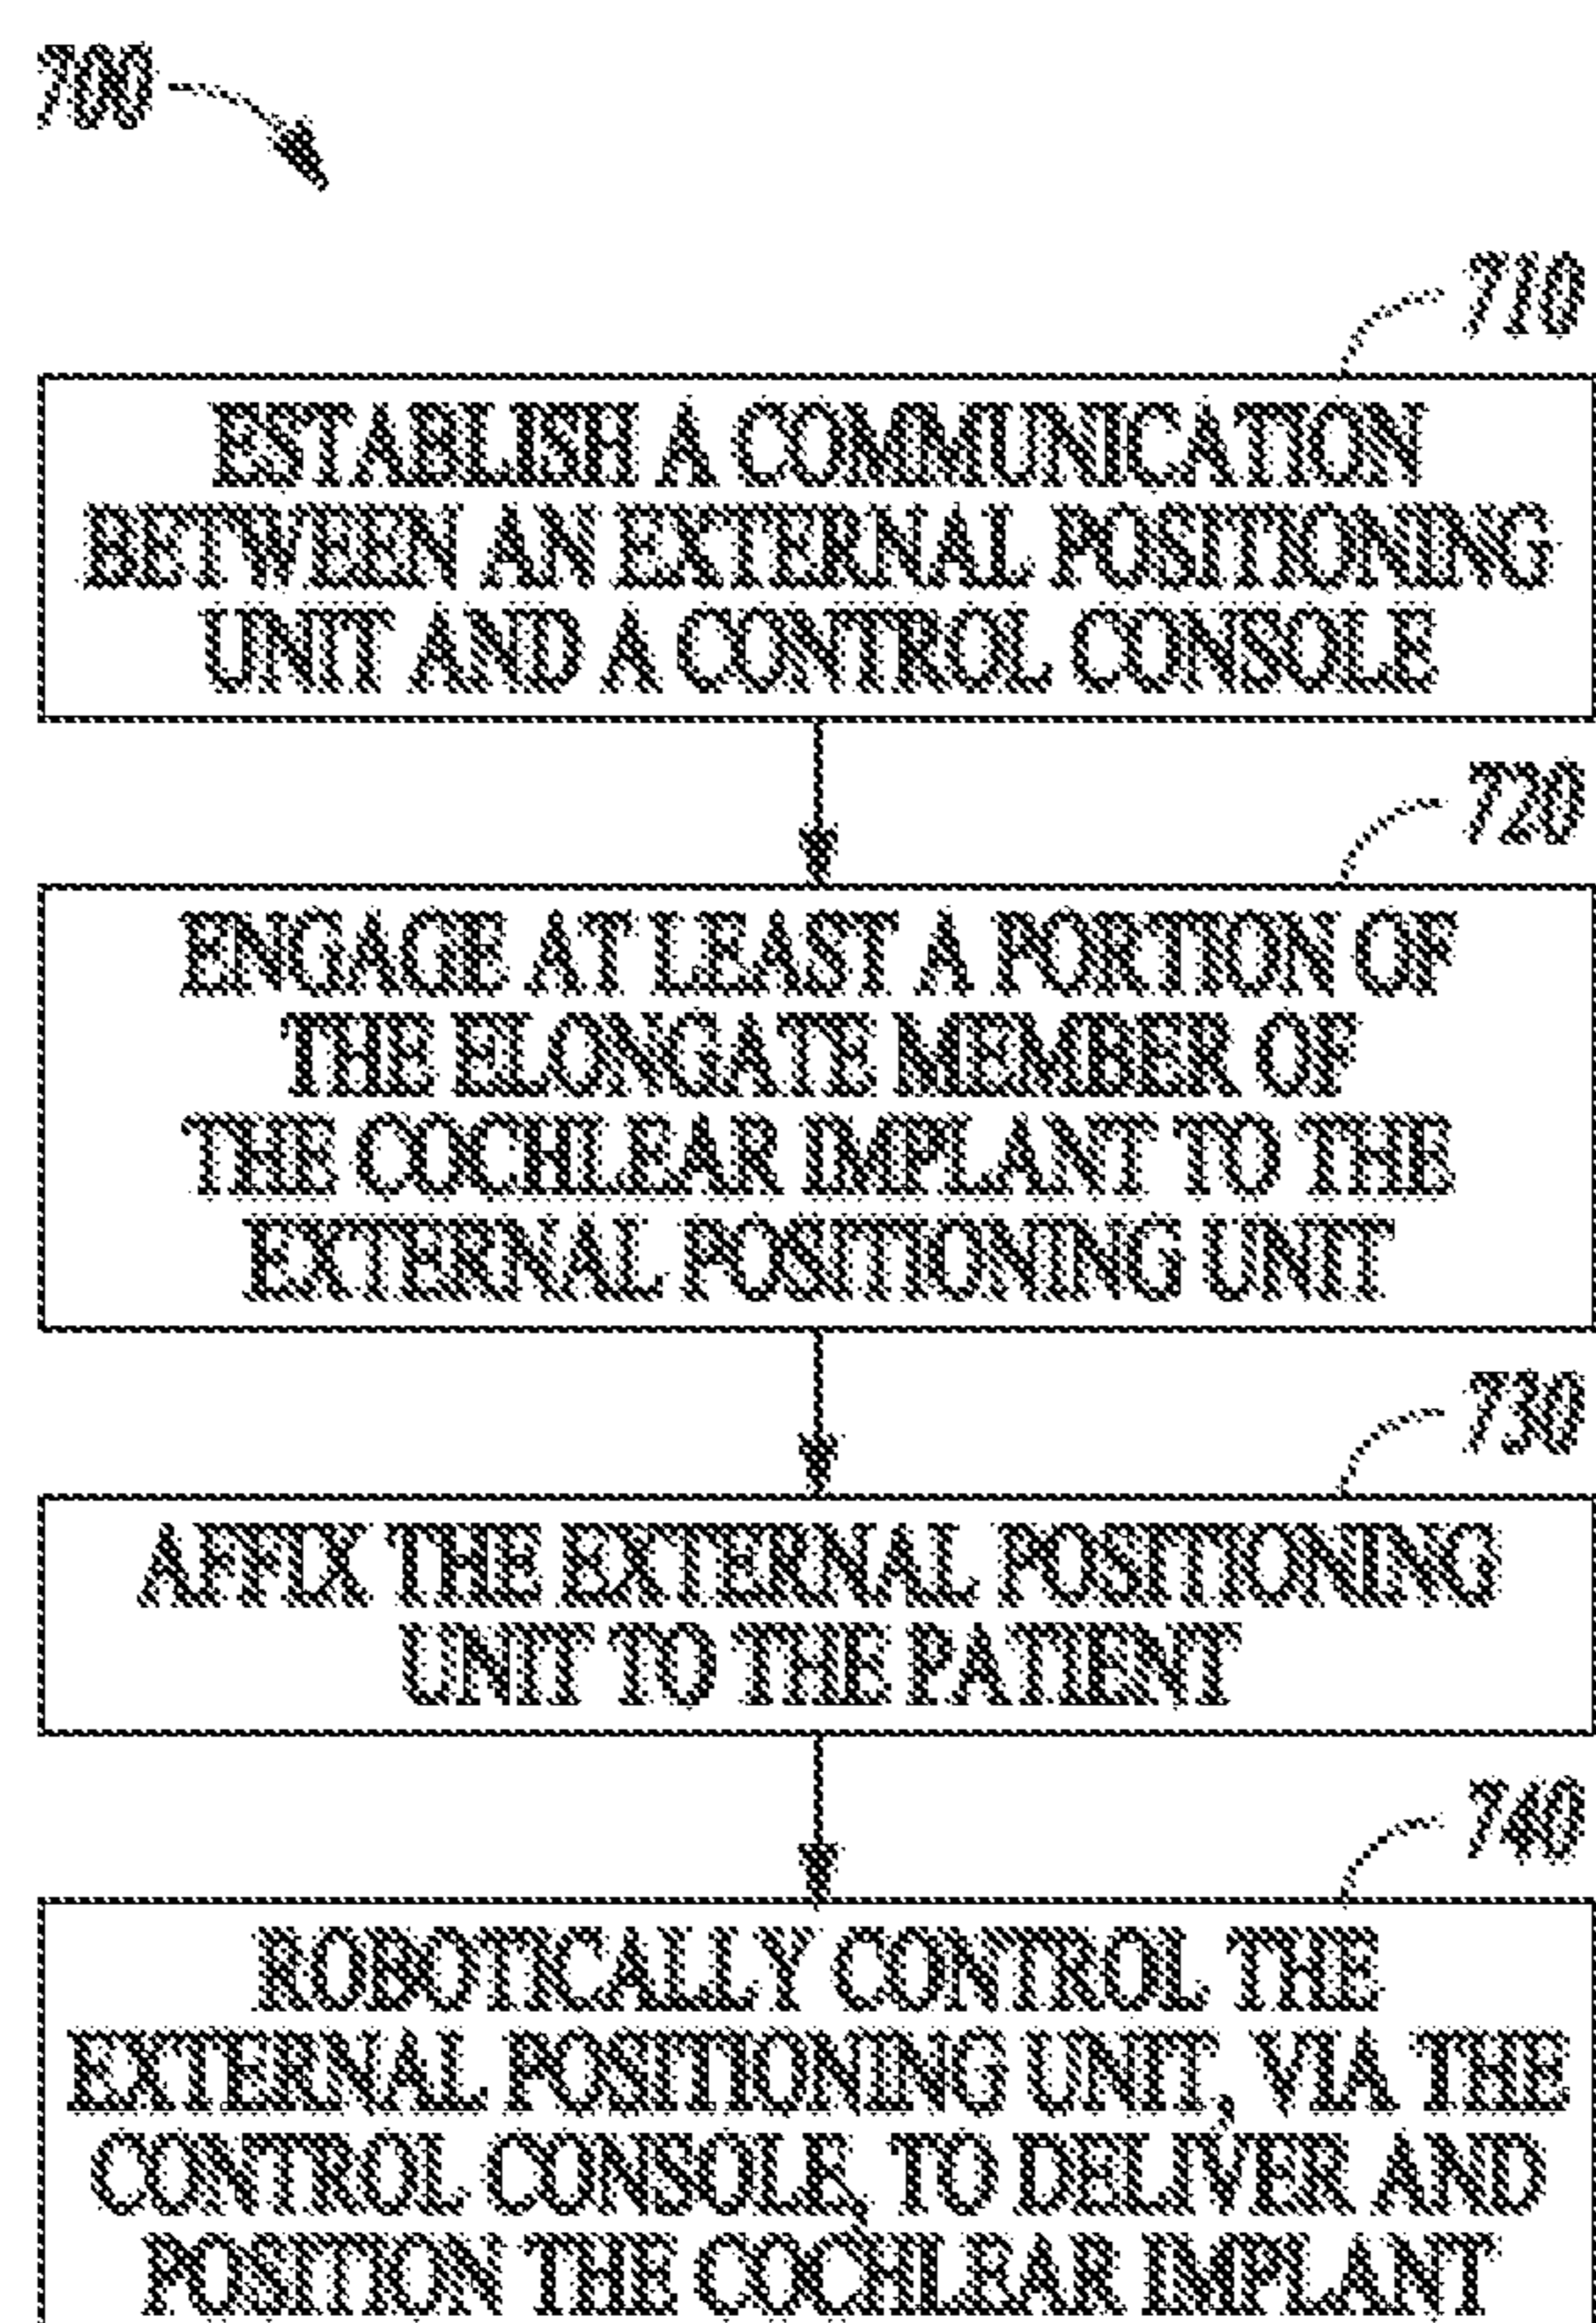 700
710
ESTABLISH A COMMUNICATION
BETWEEN AN EXTERNAL POSITIONING
UNIT AND A CONTROL CONSOLE
720
ENGAGE AT LEAST A PORTION OF
THE ELONGATE MEMBER OF
THE COCHLEAR IMPLANT TO THE
EXTERNAL POSITIONING UNIT
730
AFFIX THE EXTERNAL POSITIONING
UNIT TO THE PATIENT
740
ROBOTICALLY CONTROL THE
EXTERNAL POSITIONING UNIT, VIA THE
CONTROL CONSOLE, TO DELIVER AND
POSITION THE COCHLEAR IMPLANT